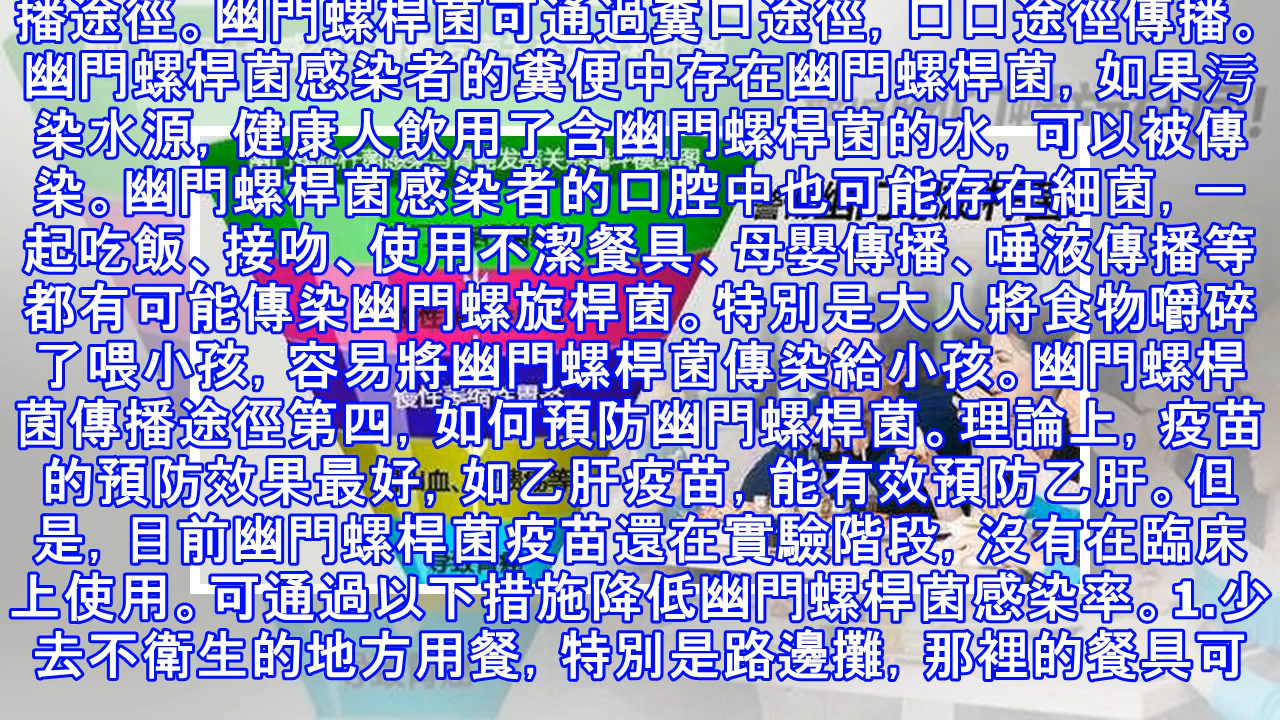 播途徑。幽門螺桿菌可通過糞口途徑, 口口途徑傳播。
幽門螺桿菌感染者的糞便中存在幽門螺桿菌, 如果污
染水源, 健康人飲用了含幽門螺桿菌的水, 可以被傳
染。幽門螺桿菌感染者的口腔中也可能存在細菌, 一
起吃飯、接吻、使用不潔餐具、母嬰傳播、唾液傳播等
都有可能傳染幽門螺旋桿菌。特別是大人將食物嚼碎
了喂小孩, 容易將幽門螺桿菌傳染給小孩。幽門螺桿
菌傳播途徑第四, 如何預防幽門螺桿菌。理論上, 疫苗
的預防效果最好, 如乙肝疫苗, 能有效預防乙肝。但
是, 目前幽門螺桿菌疫苗還在實驗階段, 沒有在臨床
上使用。可通過以下措施降低幽門螺桿菌感染率。1.少
去不衛生的地方用餐, 特別是路邊攤, 那裡的餐具可